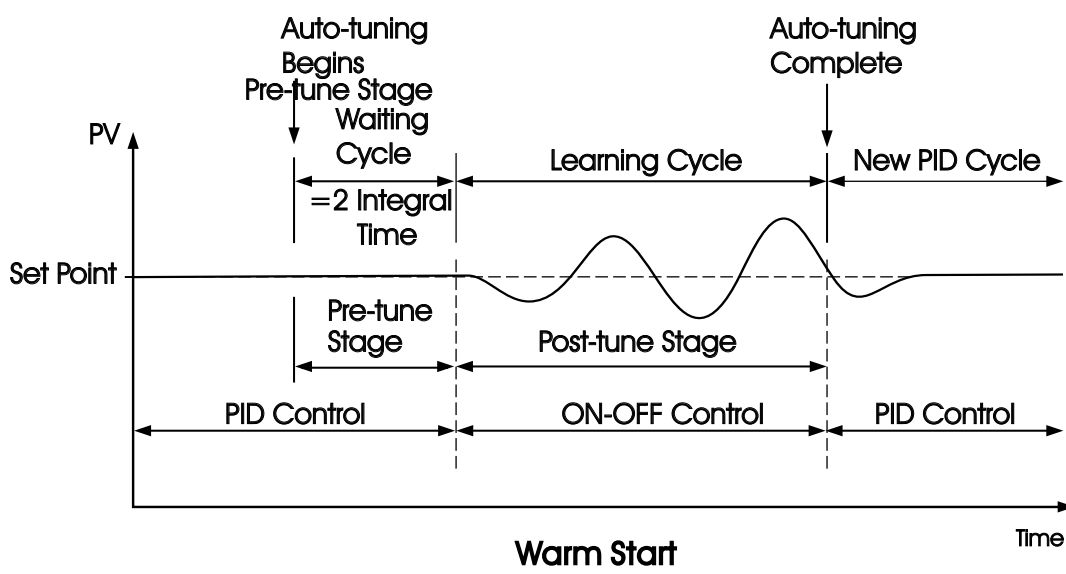 Auto-tuning
Begins
Pre-tune Stage
Auto-tuning
Complete
PV
Waiting
Cycle
=2 Integral
Time
Learning Cycle
New PID Cycle
Set Point
Pre-tune
Stage
Post-tune Stage
PID Control
ON-OFF Control
PID Control
Time
Warm Start